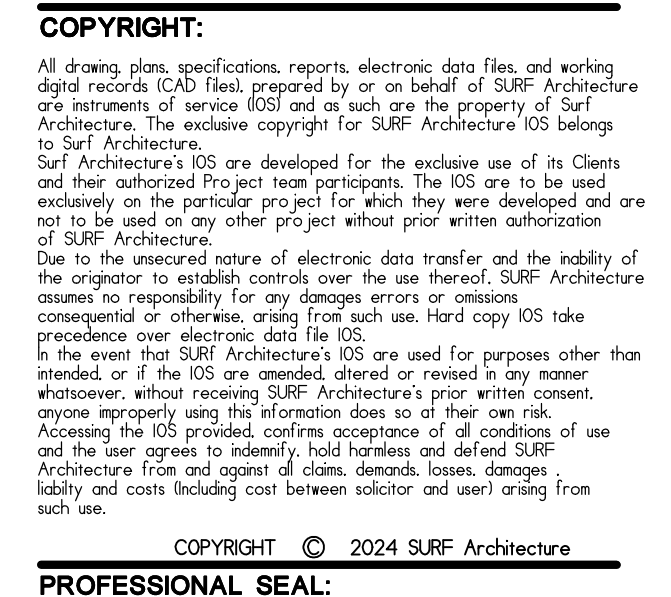 COPYRIGHT:
All drawing, plans, specifications, reports, electronic data files, and working
digital records (CAD files), prepared by or on behalf of SURF Architecture
are instruments of service (IOS) and as such are the property of Surf
Architecture. The exclusive copyright for SURF Architecture IOS belongs
to Surf Architecture.
Surf Architecture's IOS are developed for the exclusive use of its Clients
and their authorized Project team participants. The IOS are to be used
exclusively on the particular project for which they were developed and are
not to be used on any other project without prior written authorization
of SURF Architecture.
Due to the unsecured nature of electronic data transfer and the inability of
the originator to establish controls over the use thereof, SURF Architecture
assumes no responsibility for any damages errors or omissions
consequential or otherwise, arising from such use. Hard copy IOS take
precedence over electronic data file IOS.
In the event that SURf Architecture's IOS are used for purposes other than
intended, or if the IOS are amended, altered or revised in any manner
whatsoever, without receiving SURF Architecture's prior written consent,
anyone improperly using this information does so at their own risk.
Accessing the IOS provided, confirms acceptance of all conditions of use
and the user agrees to indemnify, hold harmless and defend SURF
Architecture from and against all claims, demands, losses, damages ,
liabilty and costs (Including cost between solicitor and user) arising from
such use.
COPYRIGHT © 2024 SURF Architecture
PROFESSIONAL SEAL: